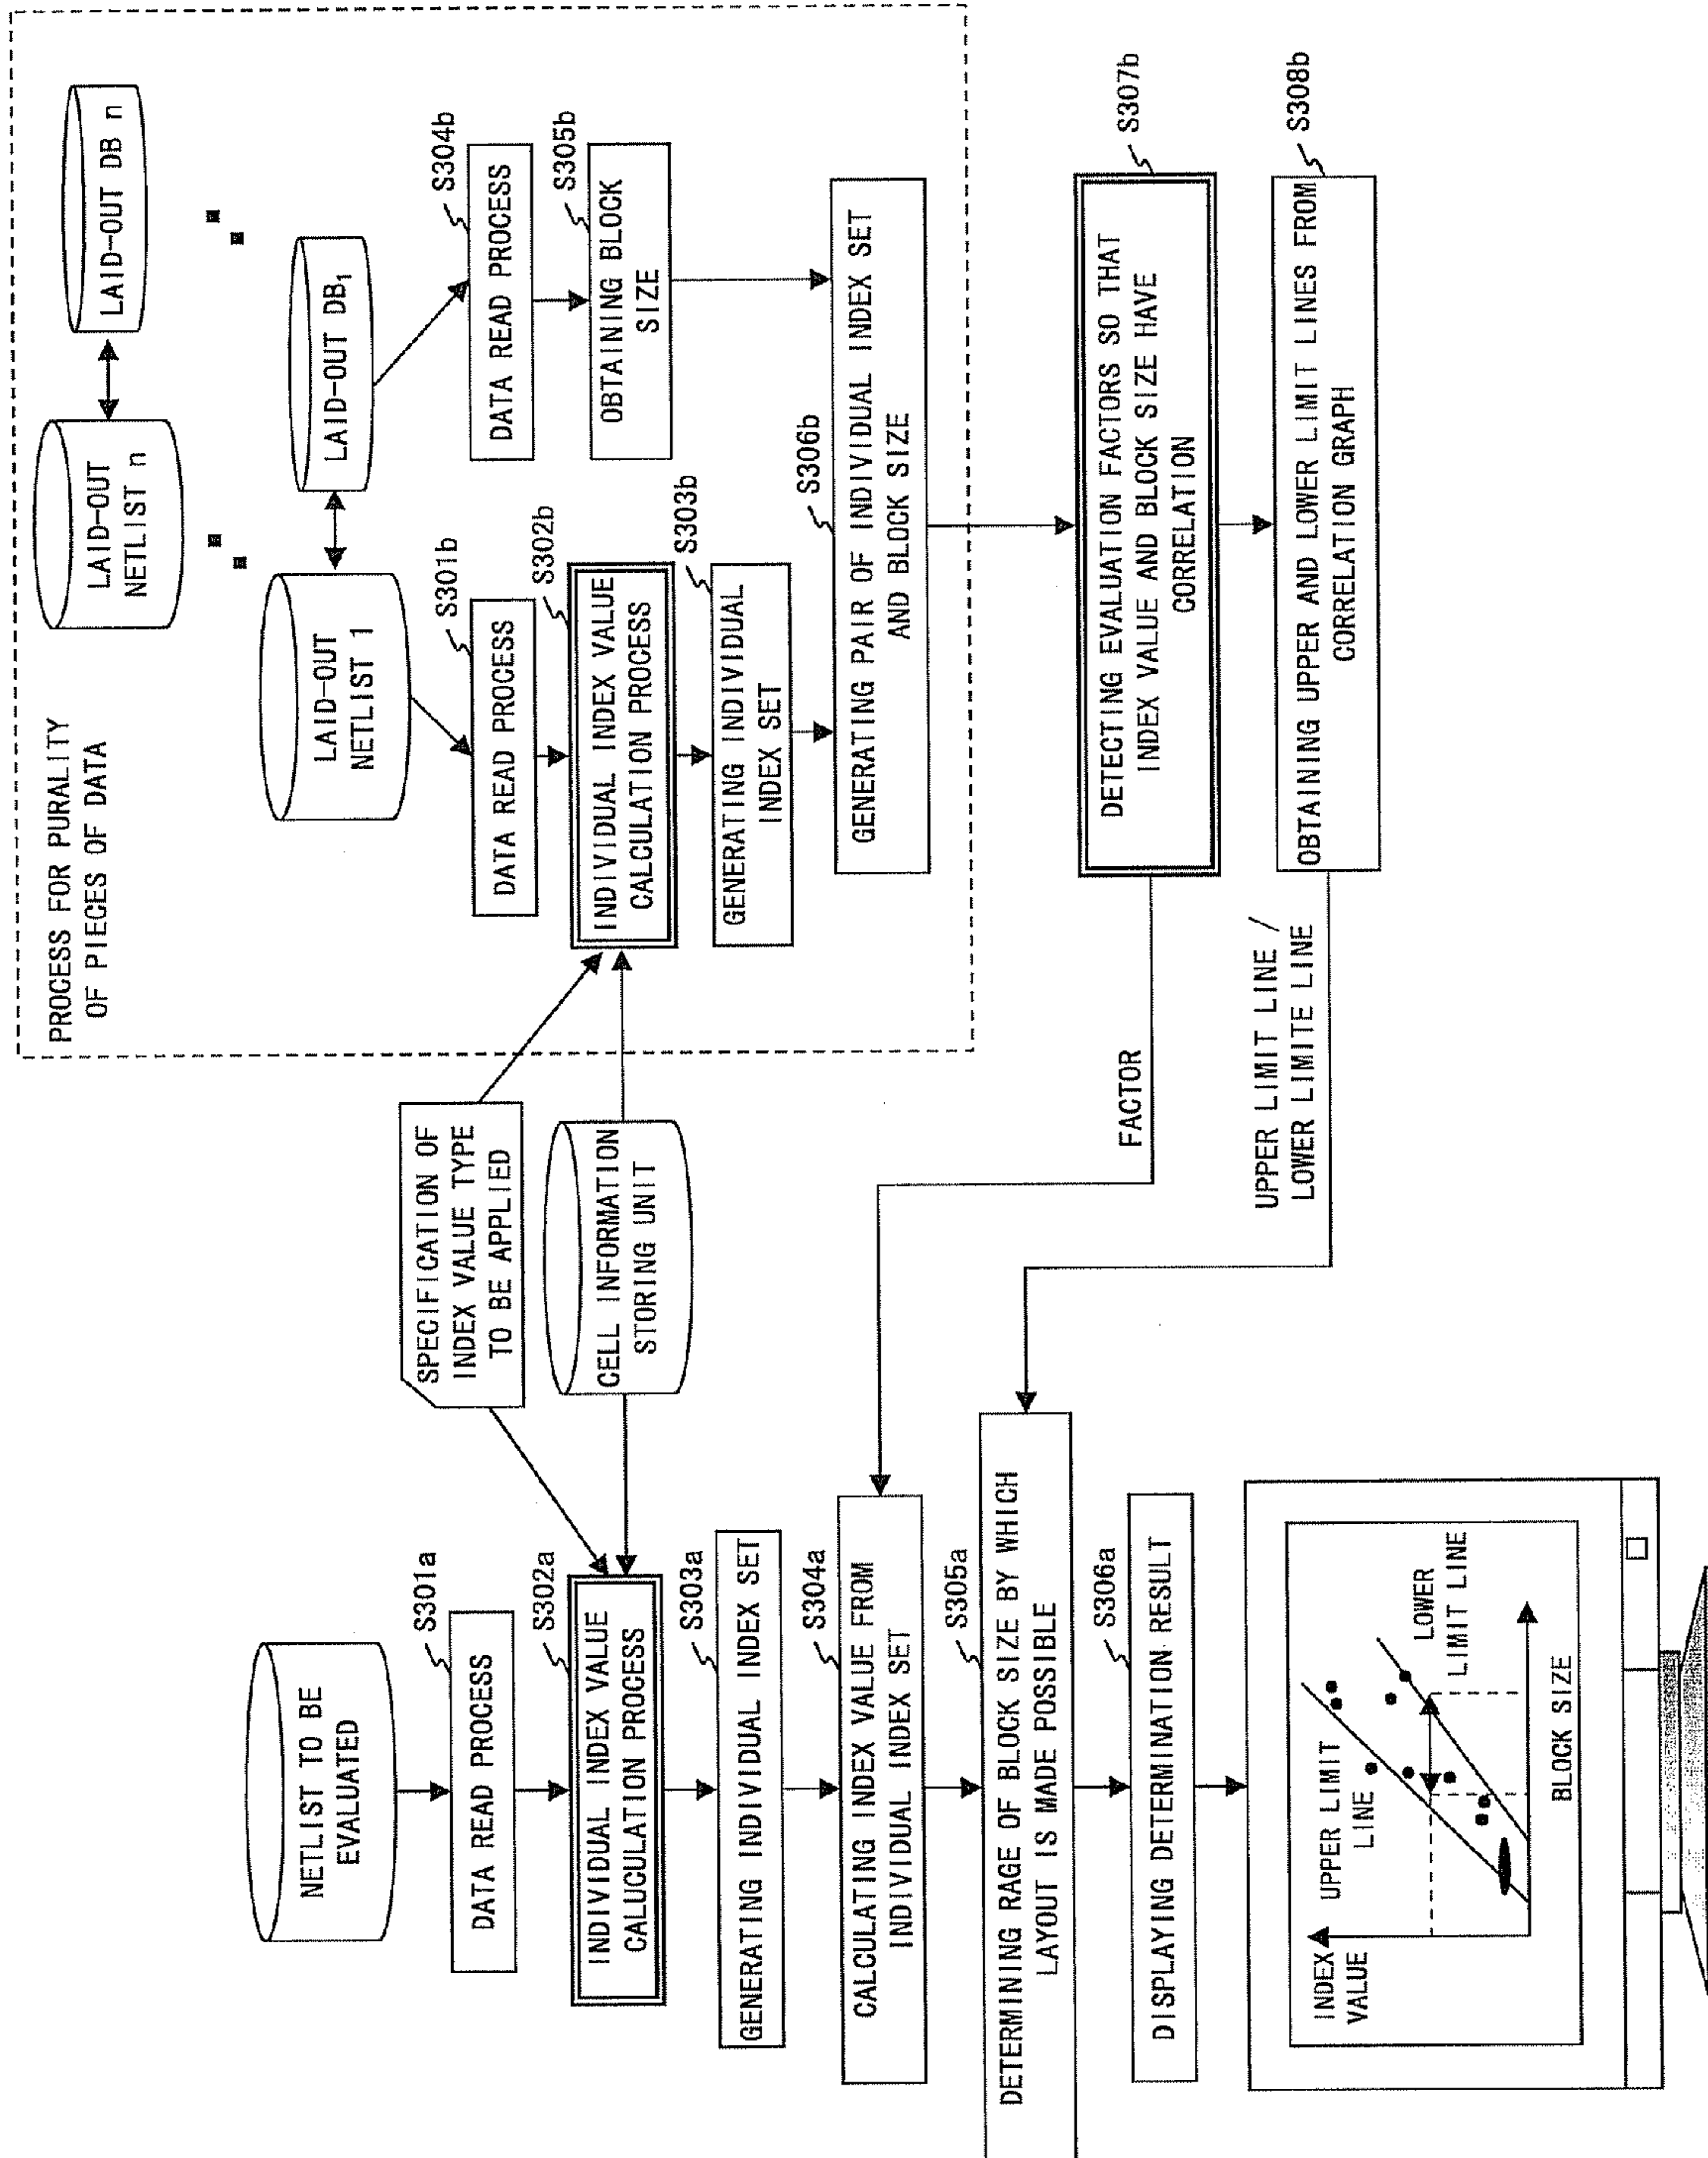 NETLIST TO BE
EVALUATED
S301a
DATA READ PROCESS
S302a
INDIVIDUAL INDEX VALUE
CALUCULATION PROCESS
S303a
GENERATING INDIVIDUAL INDEX SET
S304a
CALCULATING INDEX VALUE FROM
INDIVIDUAL INDEX SET
S305a
DETERMINING RAGE OF BLOCK SIZE BY WHICH
LAYOUT IS MADE POSSIBLE
S306a
DISPLAYING DETERMINATION RESULT
INDEX
VALUE
UPPER LIMIT
LINE
LOWER
LIMIT LINE
BLOCK SIZE
SPECIFICATION OF
INDEX VALUE TYPE
TO BE APPLIED
CELL INFORMATION
STORING UNIT
FACTOR
UPPER LIMIT LINE /
LOWER LIMITE LINE
PROCESS FOR PURALITY
OF PIECES OF DATA
LAID-OUT
NETLIST n
LAID-OUT DB n
LAID-OUT
NETLIST 1
LAID-OUT DB1
S301b
DATA READ PROCESS
S302b
INDIVIDUAL INDEX VALUE
CALCULATION PROCESS
S303b
GENERATING INDIVIDUAL
INDEX SET
S304b
DATA READ PROCESS
S305b
OBTAINING BLOCK
SIZE
S306b
GENERATING PAIR OF INDIVIDUAL INDEX SET
AND BLOCK SIZE
S307b
DETECTING EVALUATION FACTORS SO THAT
INDEX VALUE AND BLOCK SIZE HAVE
CORRELATION
S308b
OBTAINING UPPER AND LOWER LIMIT LINES FROM
CORRELATION GRAPH